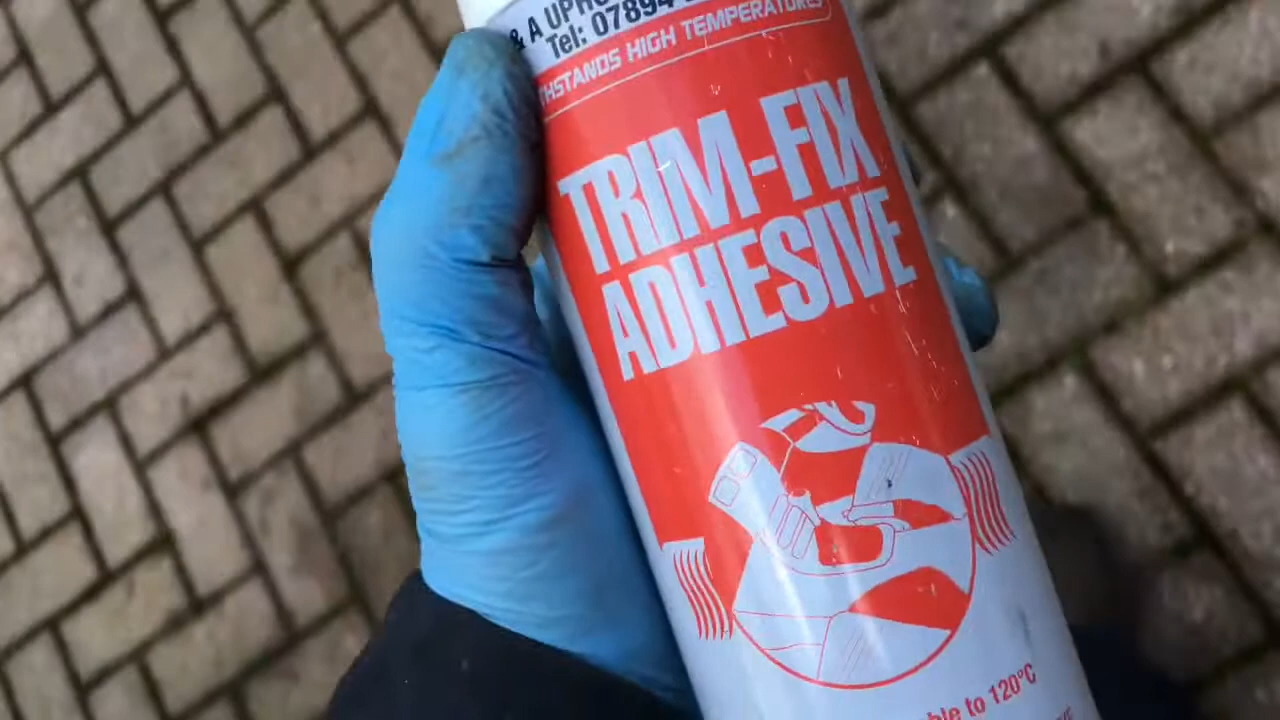 & A UPHO
Tel: 07894
THSTANDS HIGH TEMPERATURES
TRIM-FIX
ADHESIVE
ble to 120°C